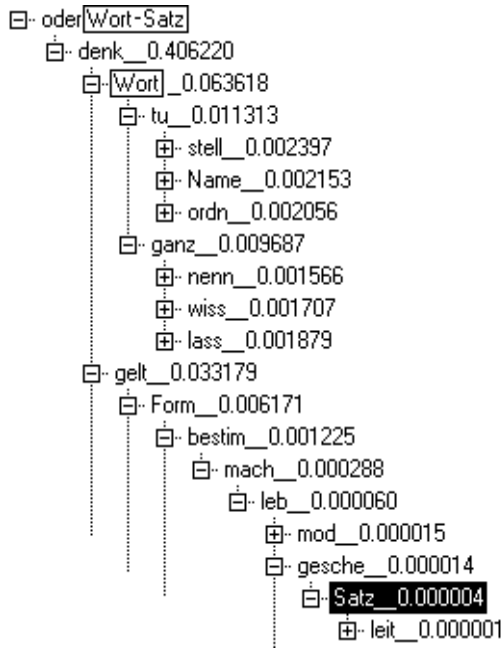 oder Wort-Satz
denk__0.406220
Wort _0.063618
tu__0.011313
stell__0.002397
Name__0.002153
ordn__0.002056
ganz__0.009687
nenn__0.001566
wiss__0.001707
lass__0.001879
gelt__0.033179
Form__0.006171
bestim__0.001225
mach__0.000288
leb__0.000060
mod__0.000015
gesche__0.000014
Satz__0.000004
leit__0.000001